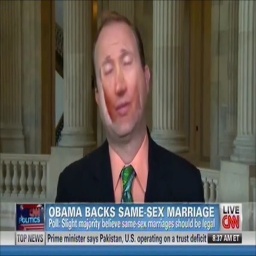 CNN POLITICS
OBAMA BACKS SAME-SEX MARRIAGE
Poll: Slight majority believe same-sex marriages should be legal
LIVE
CNN
TOP NEWS Prime minister says Pakistan, U.S. operating on a trust deficit 8:37 AM ET